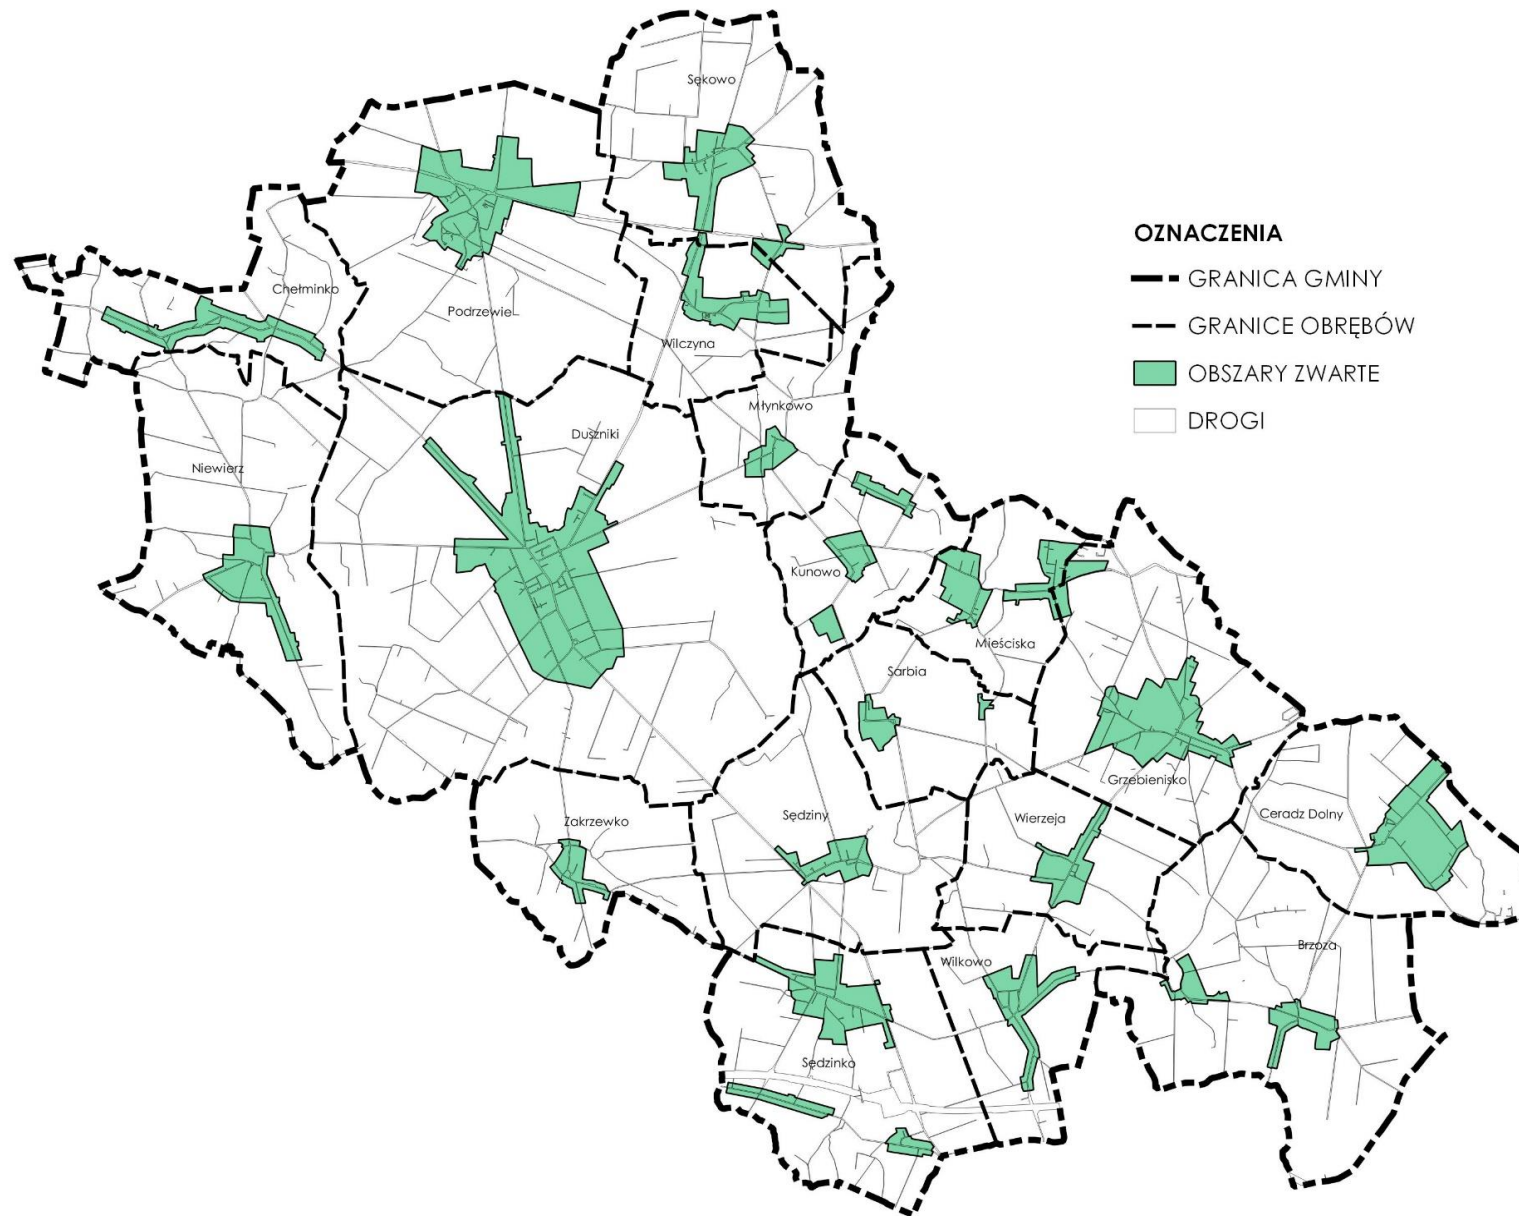 Sękowo
OZNACZENIA
GRANICA GMINY
Chełminko
Podrzewie
GRANICE OBRĘBÓW
Wilczyna
OBSZARY ZWARTE
Młynkowo
DROGI
Duszniki
Niewierz
Kunowo
Mieściska
Sarbia
Grzebienisko
Sędziny
Wierzeja
Ceradz Dolny
Zakrzewko
Brzoza
Wilkowo
Sędzinko